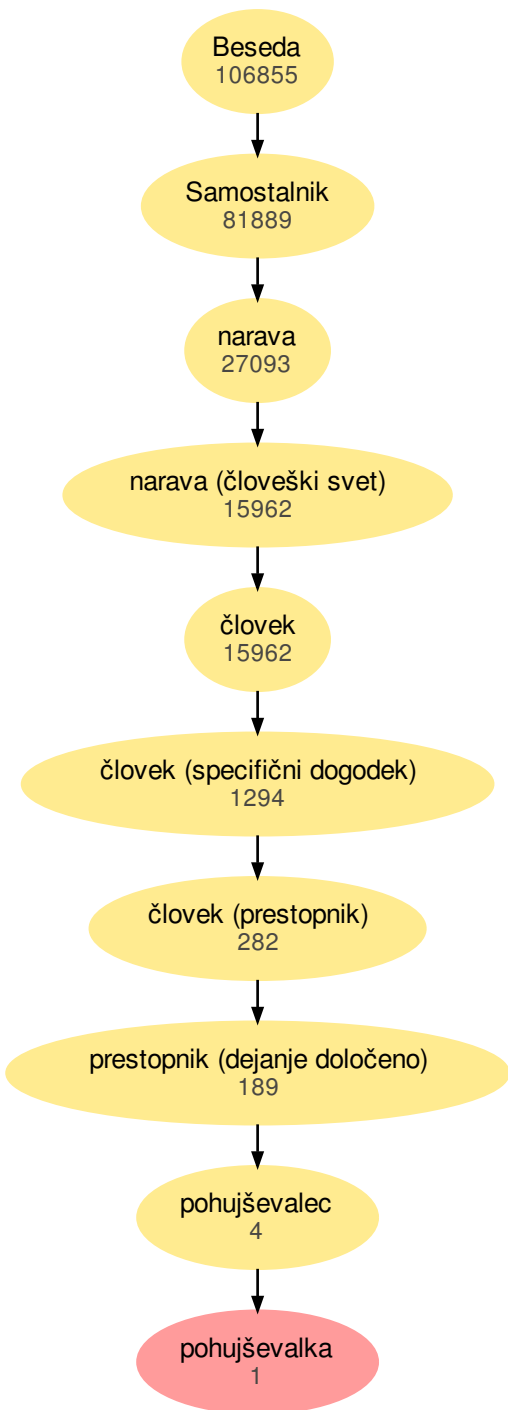 Beseda
106855
Samostalnik
81889
narava
27093
narava (človeški svet)
15962
človek
15962
človek (specifični dogodek)
1294
človek (prestopnik)
282
prestopnik (dejanje določeno)
189
pohujševalec
4
pohujševalka
1